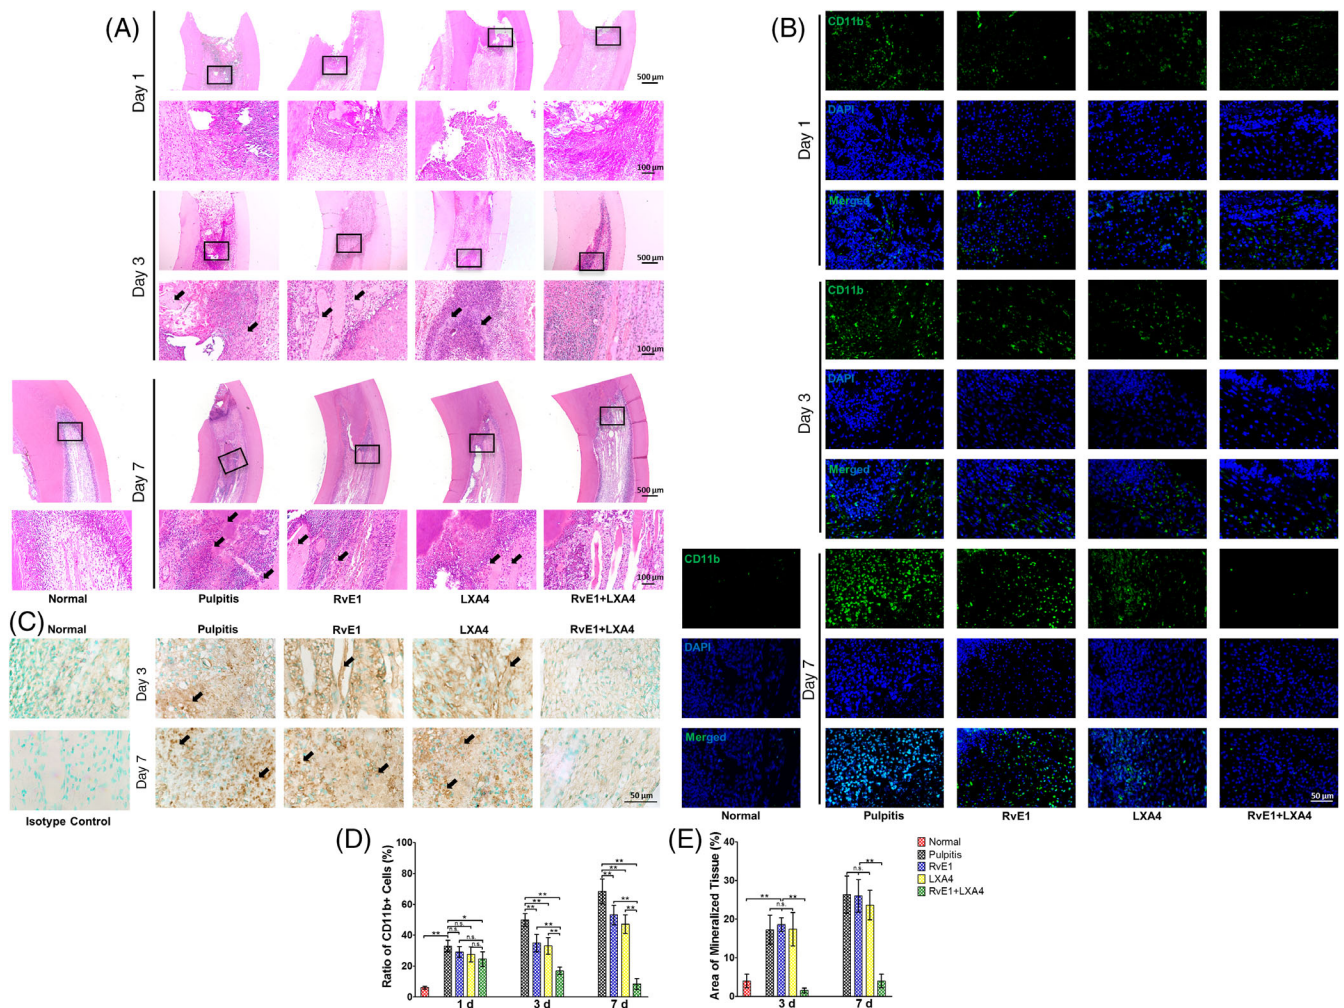 (A)
Day 1
500 µm
100 µm
Day 3
500 µm
100 µm
Day 7
500 µm
100 µm
Normal
Pulpitis
RvE1
LXA4
RvE1+LXA4
(B)
Day 1
CD11b
DAPI
Merged
Day 3
CD11b
DAPI
Merged
Day 7
CD11b
DAPI
Merged
50 µm
Normal
Pulpitis
RvE1
LXA4
RvE1+LXA4
(C)
Normal
Pulpitis
RvE1
LXA4
RvE1+LXA4
Day 3
Day 7
50 µm
Isotype Control
(D)
Ratio of CD11b+ Cells (%)
100
80
60
40
20
0
**
n.s.
n.s.
*
n.s.
n.s.
**
**
**
**
**
**
**
**
**
**
1 d
3 d
7 d
(E)
Area of Mineralized Tissue (%)
40
30
20
10
0
**
n.s.
**
n.s.
**
3 d
7 d
Normal
Pulpitis
RvE1
LXA4
RvE1+LXA4